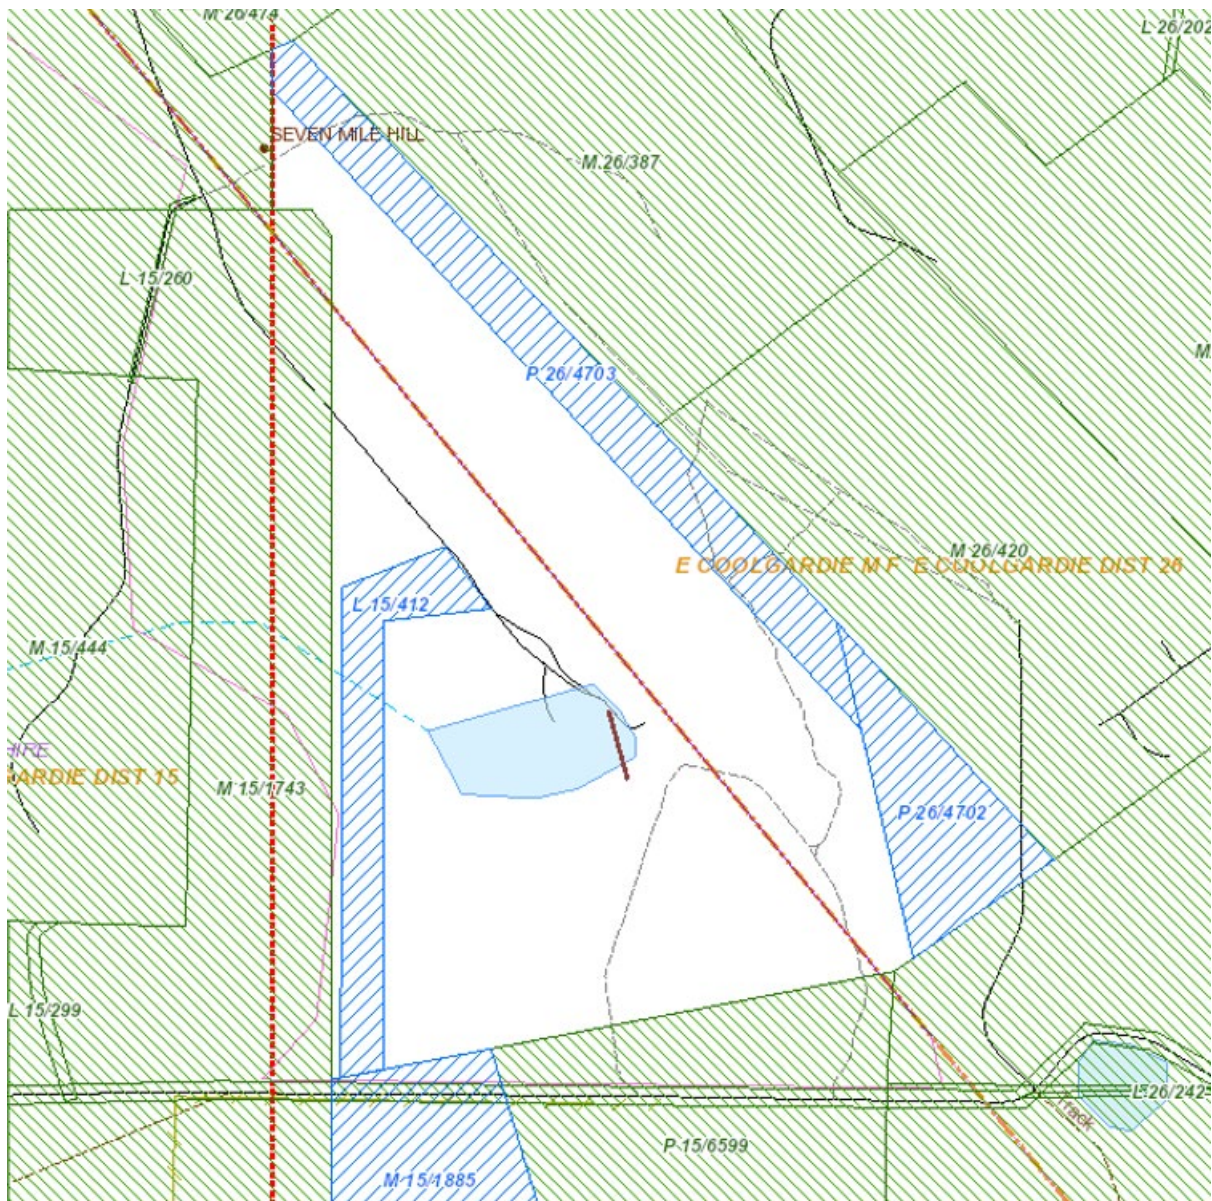 M 26/474
L 26/202
SEVEN MILE HILL
M 26/387
L 15/260
P 26/4703
M 26/420
E COOLGARDIE M F E COOLGARDIE DIST 26
L 15/412
M 15/444
HIRE
ARDIE DIST 15
M 15/1743
P 26/4702
L 15/299
L 26/242
Track
P 15/6599
M 15/1885